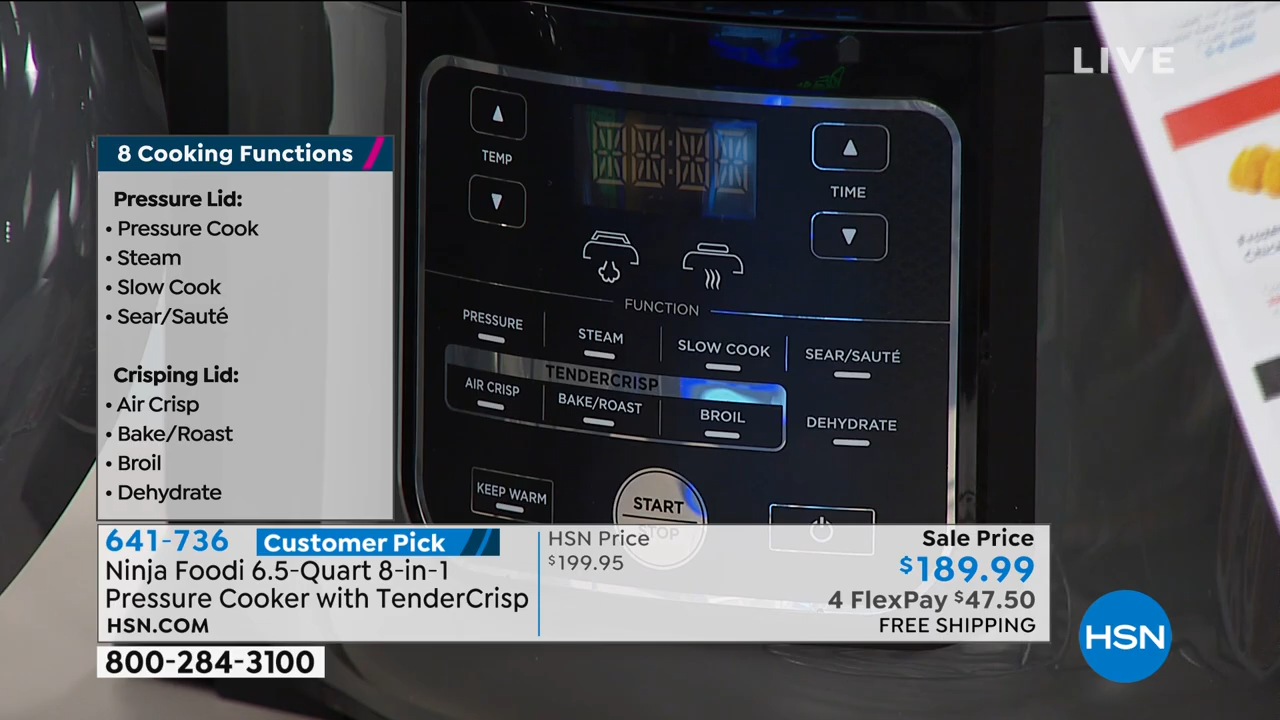 LIVE
8 Cooking Functions
Pressure Lid:
• Pressure Cook
• Steam
• Slow Cook
• Sear/Sauté
Crisping Lid:
• Air Crisp
• Bake/Roast
• Broil
• Dehydrate
TEMP
TIME
FUNCTION
PRESSURE
STEAM
SLOW COOK
SEAR/SAUTÉ
TENDERCRISP
AIR CRISP
BAKE/ROAST
BROIL
DEHYDRATE
KEEP WARM
START
STOP
641-736
Customer Pick
Ninja Foodi 6.5-Quart 8-in-1
Pressure Cooker with TenderCrisp
HSN.COM
HSN Price
$199.95
Sale Price
$189.99
4 FlexPay $47.50
FREE SHIPPING
800-284-3100
HSN